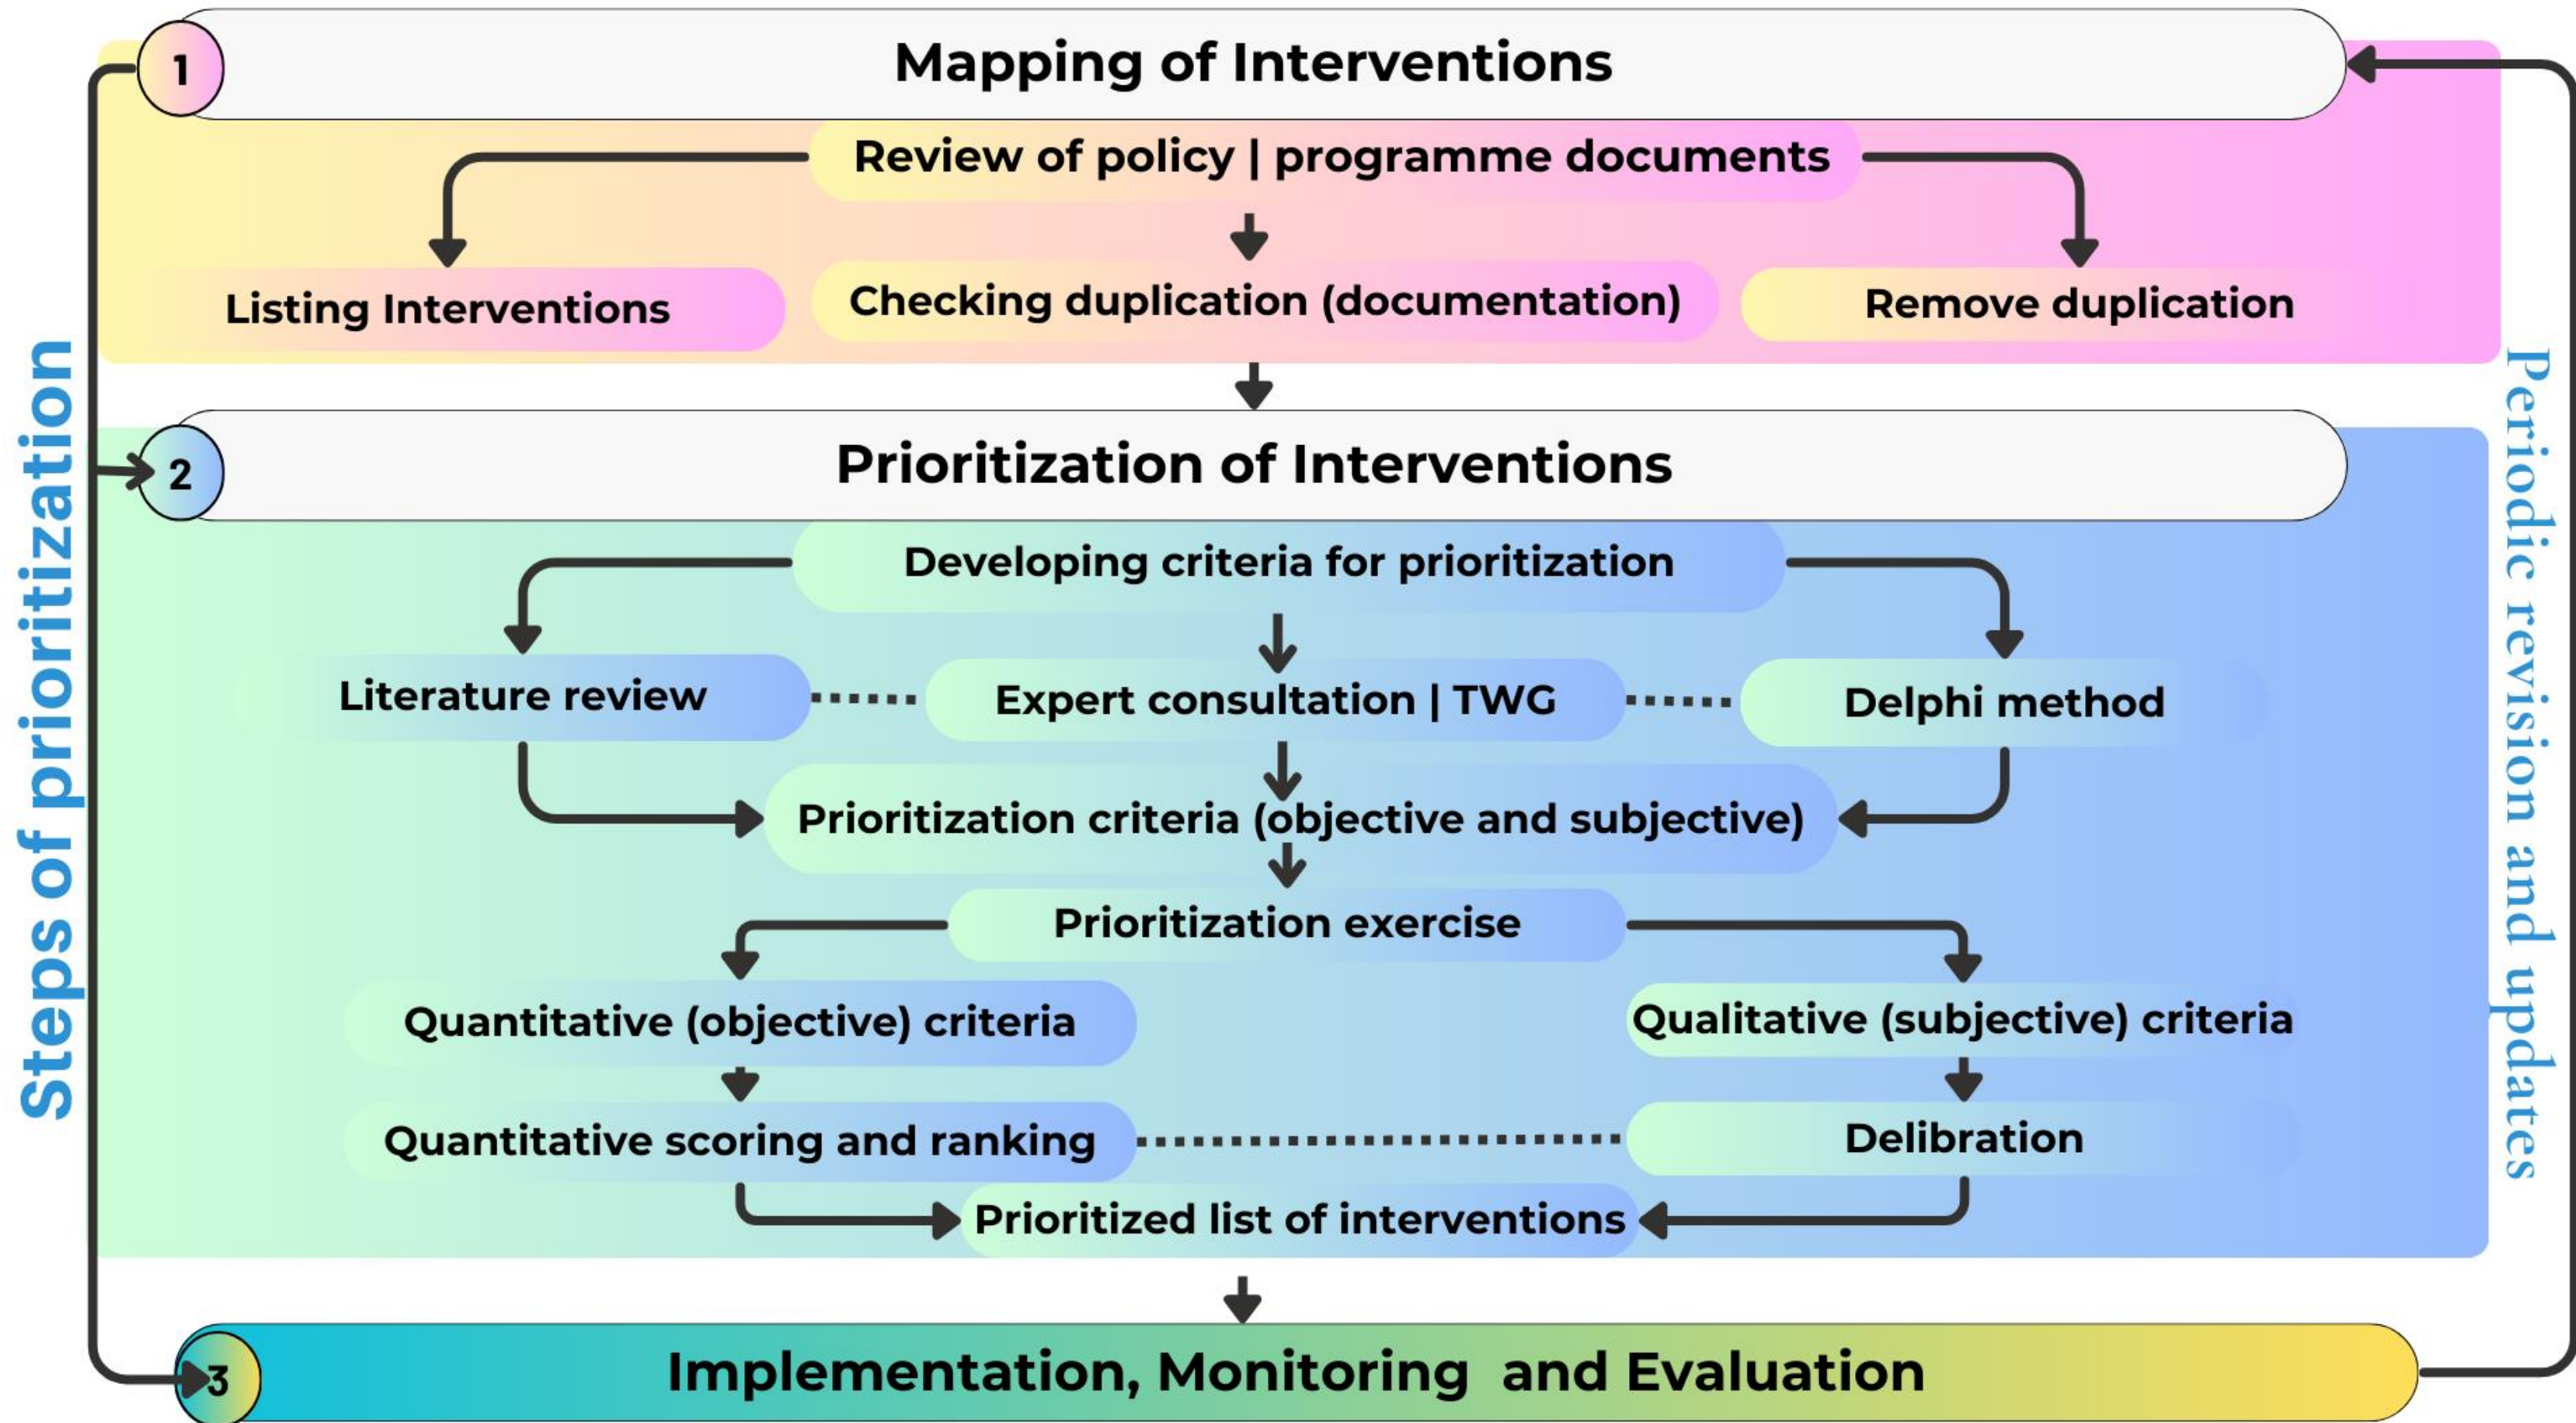 1
Mapping of Interventions
Review of policy | programme documents
Listing Interventions
Checking duplication (documentation)
Remove duplication
Steps of prioritization
Periodic revision and updates
2
Prioritization of Interventions
Developing criteria for prioritization
Literature review
Expert consultation | TWG
Delphi method
Prioritization criteria (objective and subjective)
Prioritization exercise
Quantitative (objective) criteria
Qualitative (subjective) criteria
Quantitative scoring and ranking
Delibration
Prioritized list of interventions
3
Implementation, Monitoring  and Evaluation